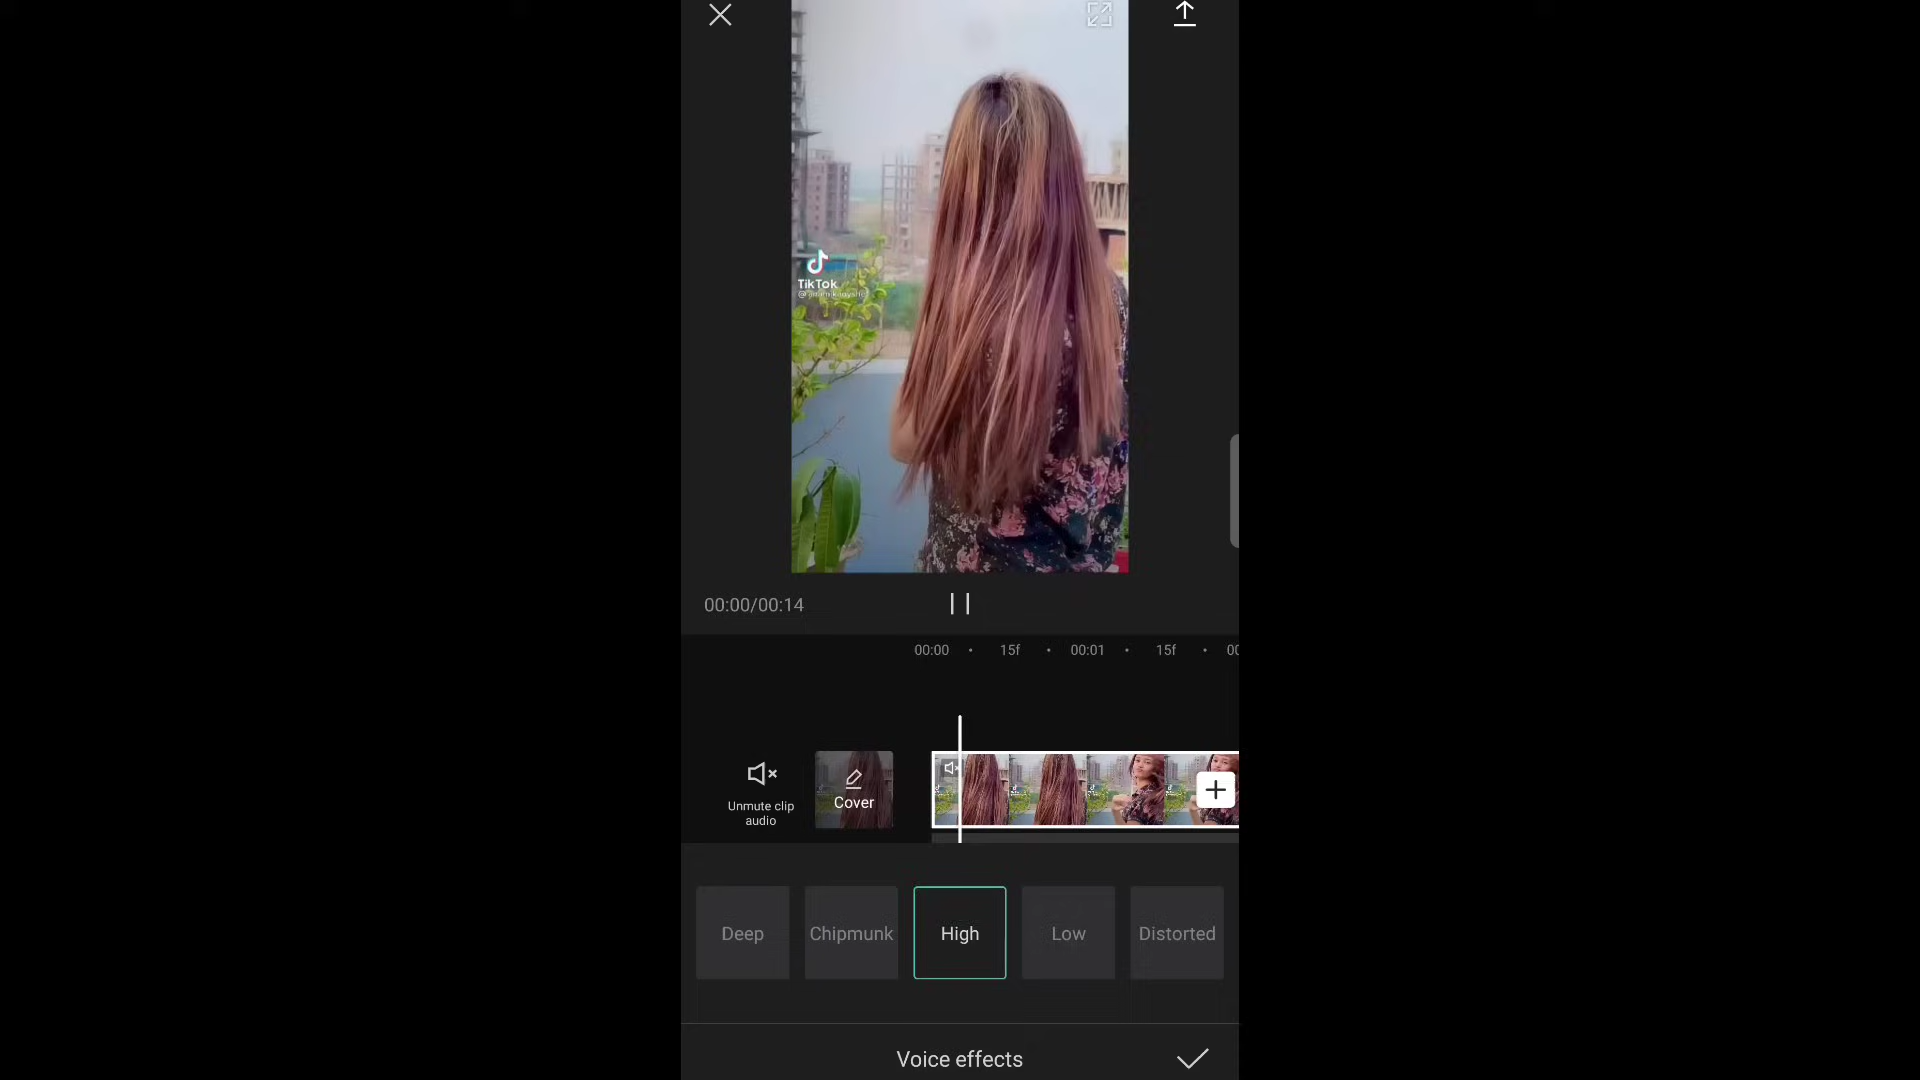 TikTok
00:00/00:14
00:00 15f 00:01 15f 00
Unmute clip
audio
Cover
Deep Chipmunk High Low Distorted
Voice effects